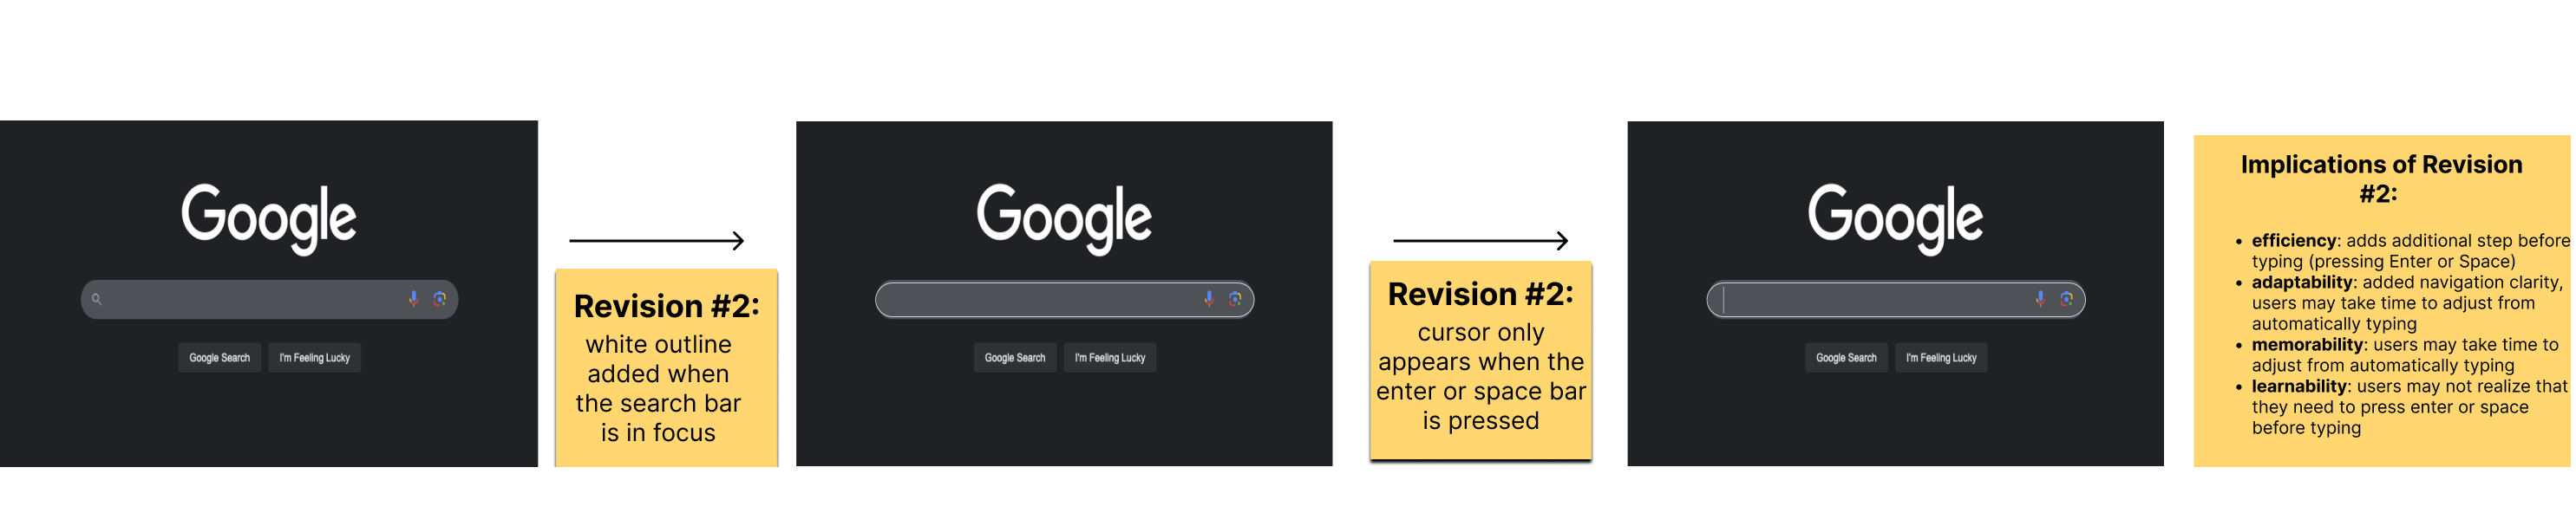 Google
Google Search
I'm Feeling Lucky
Revision #2:
white outline
added when
the search bar
is in focus
Google
Google Search
I'm Feeling Lucky
Revision #2:
cursor only
appears when the
enter or space bar
is pressed
Google
Google Search
I'm Feeling Lucky
Implications of Revision
#2:
• efficiency: adds additional step before
typing (pressing Enter or Space)
• adaptability: added navigation clarity,
users may take time to adjust from
automatically typing
• memorability: users may take time to
adjust from automatically typing
• learnability: users may not realize that
they need to press enter or space
before typing